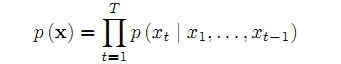 p(𝐱) = ∏_{t=1}^{T} p(x_t | x_1, …, x_{t−1})